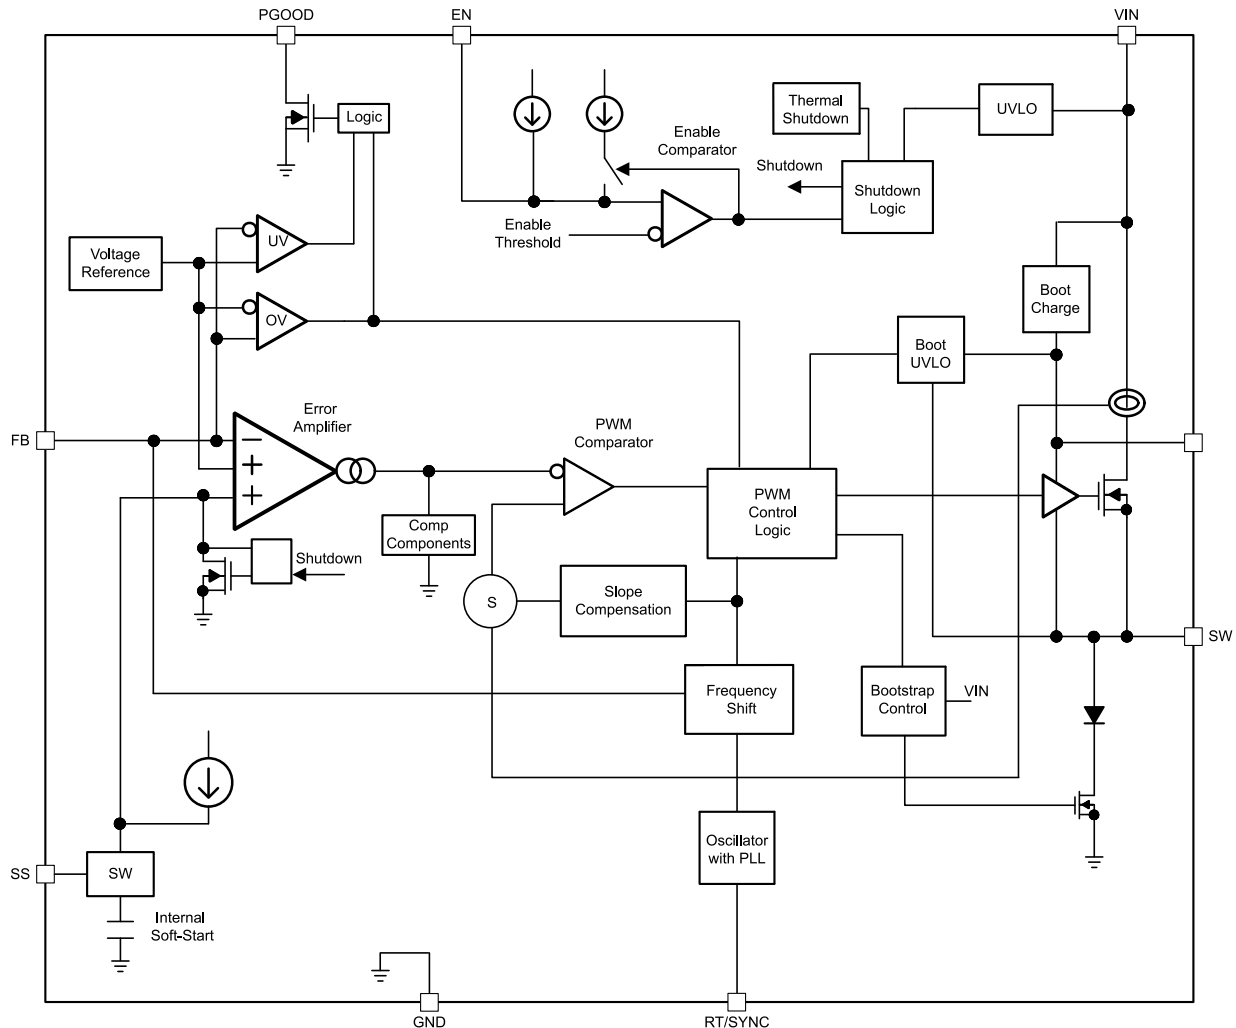 PGOOD
EN
VIN
Thermal
Shutdown
UVLO
Logic
Enable
Comparator
Shutdown
Shutdown
Logic
Enable
Threshold
UV
Voltage
Reference
Boot
Charge
OV
Boot
UVLO
Error
Amplifier
PWM
Comparator
FB
−
+
+
PWM
Control
Logic
Comp
Components
Shutdown
S
Slope
Compensation
SW
Frequency
Shift
Bootstrap
Control
VIN
Oscillator
with PLL
SS
SW
Internal
Soft-Start
GND
RT/SYNC